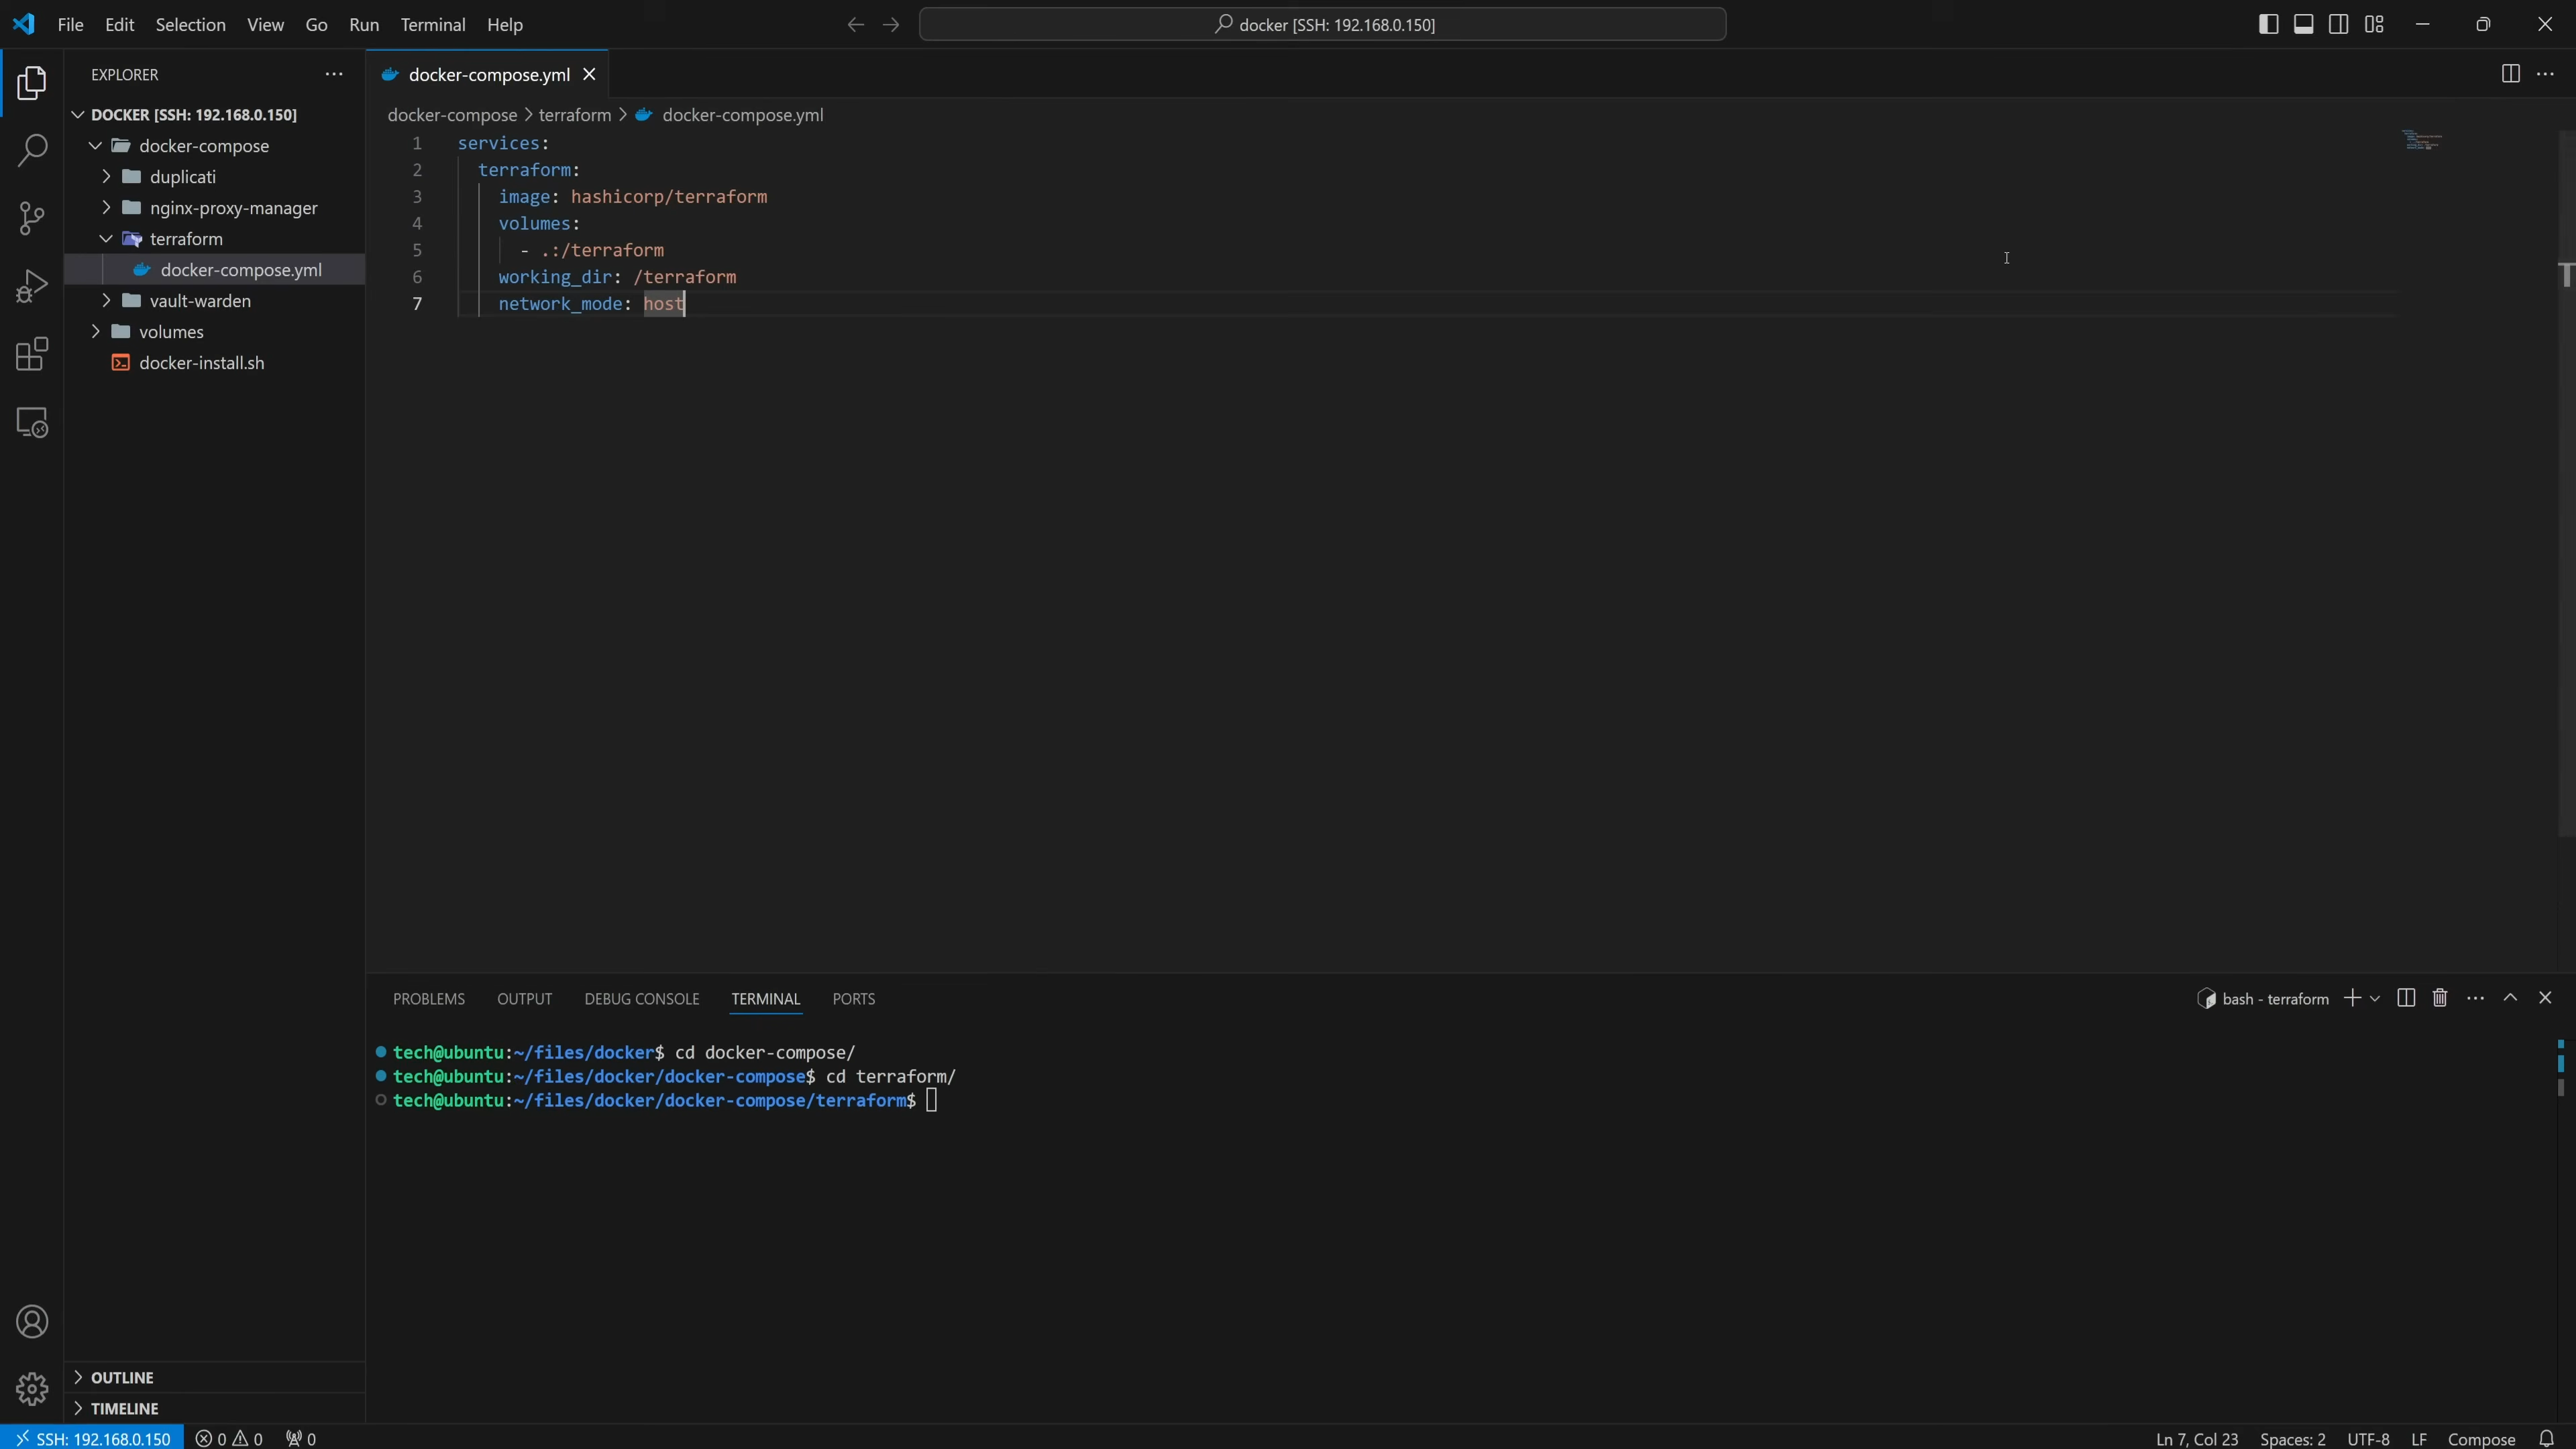 File Edit Selection View Go Run Terminal Help
docker [SSH: 192.168.0.150]
EXPLORER
DOCKER [SSH: 192.168.0.150]
docker-compose
duplicati
nginx-proxy-manager
terraform
docker-compose.yml
vault-warden
volumes
docker-install.sh
OUTLINE
TIMELINE
docker-compose.yml
docker-compose > terraform > docker-compose.yml
1 services:
2 terraform:
3 image: hashicorp/terraform
4 volumes:
5 - .:/terraform
6 working_dir: /terraform
7 network_mode: host
PROBLEMS OUTPUT DEBUG CONSOLE TERMINAL PORTS
bash - terraform
tech@ubuntu:~/files/docker$ cd docker-compose/
tech@ubuntu:~/files/docker/docker-compose$ cd terraform/
tech@ubuntu:~/files/docker/docker-compose/terraform$
SSH: 192.168.0.150 0 0 0
Ln 7, Col 23 Spaces: 2 UTF-8 LF Compose